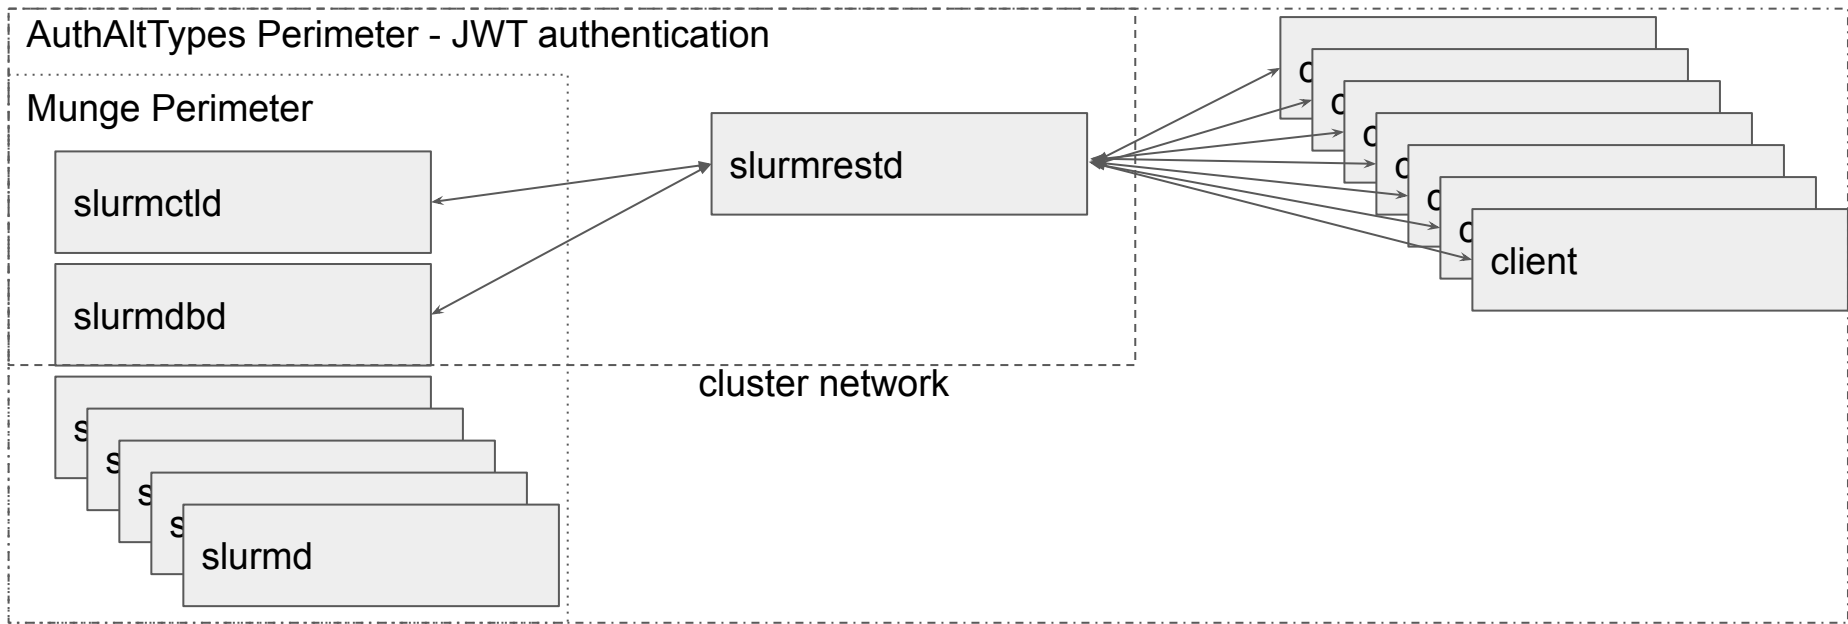 AuthAltTypes Perimeter - JWT authentication
Munge Perimeter
slurmctld
slurmdbd
slurmrestd
c
c
c
c
c
c
client
cluster network
s
s
s
s
slurmd